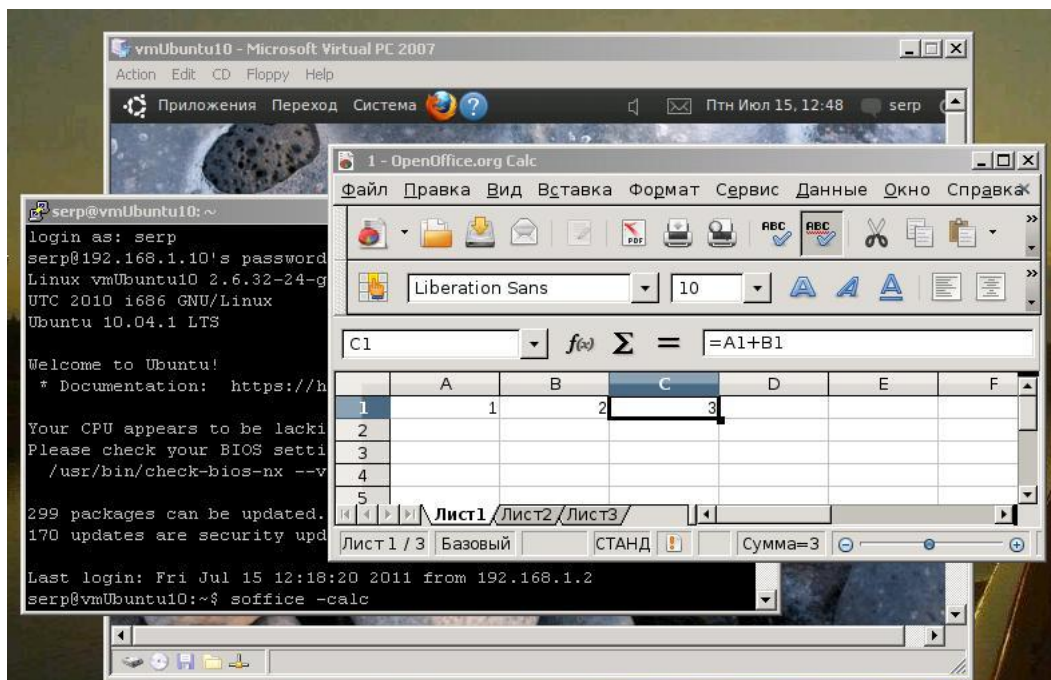 vmUbuntu10 - Microsoft Virtual PC 2007
Action Edit CD Floppy Help
Приложения Переход Система Птн Июл 15, 12:48 serp
1 - OpenOffice.org Calc
Файл Правка Вид Вставка Формат Сервис Данные Окно Справка
PDF ABC ABC
Liberation Sans 10 A A A
C1 f(x) Σ = =A1+B1
A B C D E F
1 1 2 3
2
3
4
5
Лист1 Лист2 Лист3
Лист 1 / 3 Базовый СТАНД Сумма=3
serp@vmUbuntu10: ~
login as: serp
serp@192.168.1.10's password
Linux vmUbuntu10 2.6.32-24-g
UTC 2010 i686 GNU/Linux
Ubuntu 10.04.1 LTS
Welcome to Ubuntu!
* Documentation: https://h
Your CPU appears to be lacki
Please check your BIOS setti
/usr/bin/check-bios-nx --v
299 packages can be updated.
170 updates are security upd
Last login: Fri Jul 15 12:18:20 2011 from 192.168.1.2
serp@vmUbuntu10:~$ soffice -calc